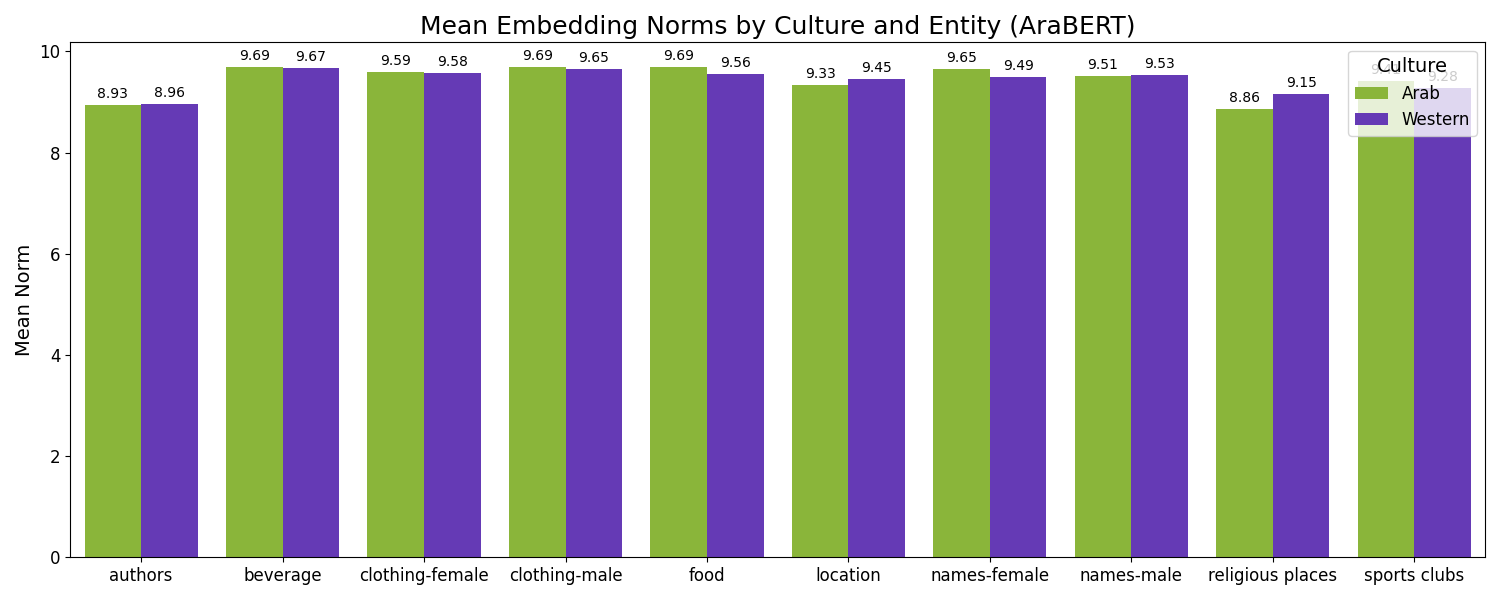 Mean Embedding Norms by Culture and Entity (AraBERT)
Mean Norm
10
8
6
4
2
0
8.93 8.96
9.69 9.67
9.59 9.58
9.69 9.65
9.69 9.56
9.33 9.45
9.65 9.49
9.51 9.53
8.86 9.15
9.28
Culture
Arab
Western
authors beverage clothing-female clothing-male food location names-female names-male religious places sports clubs